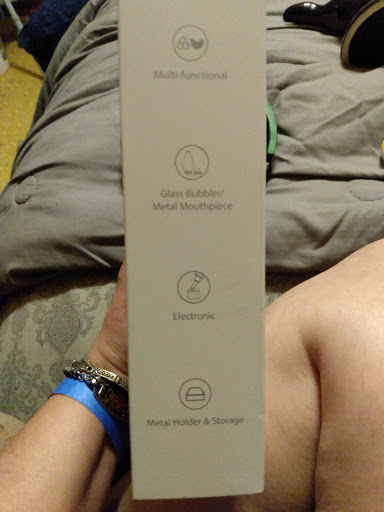 Multi-functional
Glass Bubbler/
Metal Mouthpiece
Electronic
Metal Holder & Storage